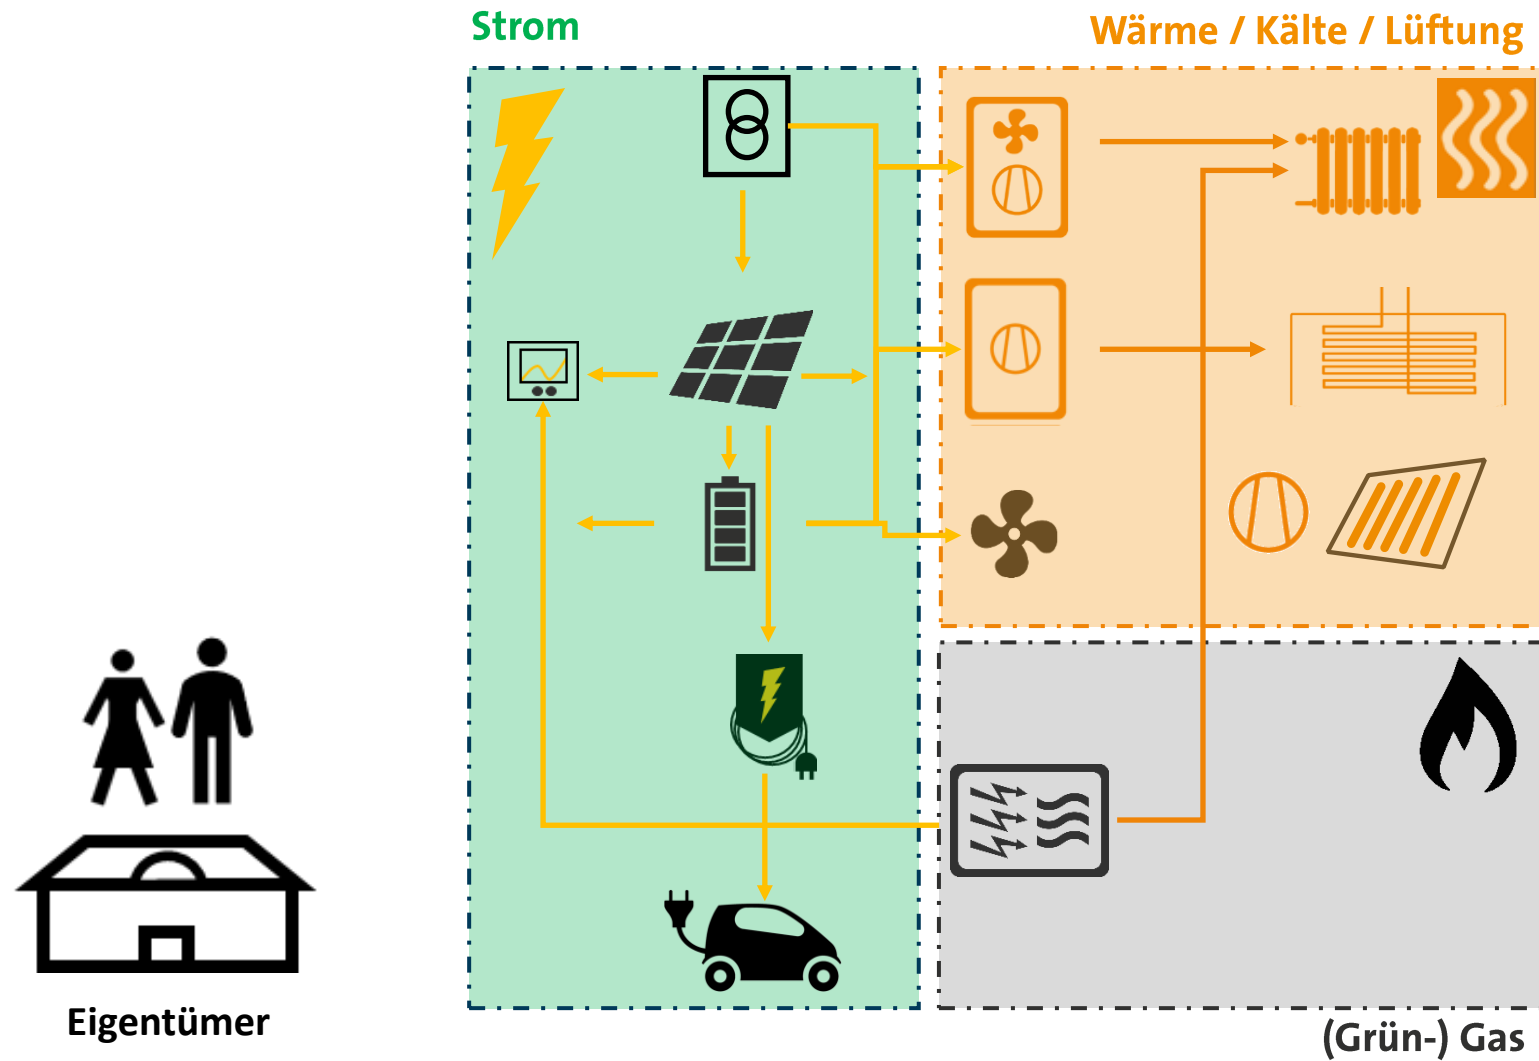 Strom
Wärme / Kälte / Lüftung
Eigentümer
(Grün-) Gas